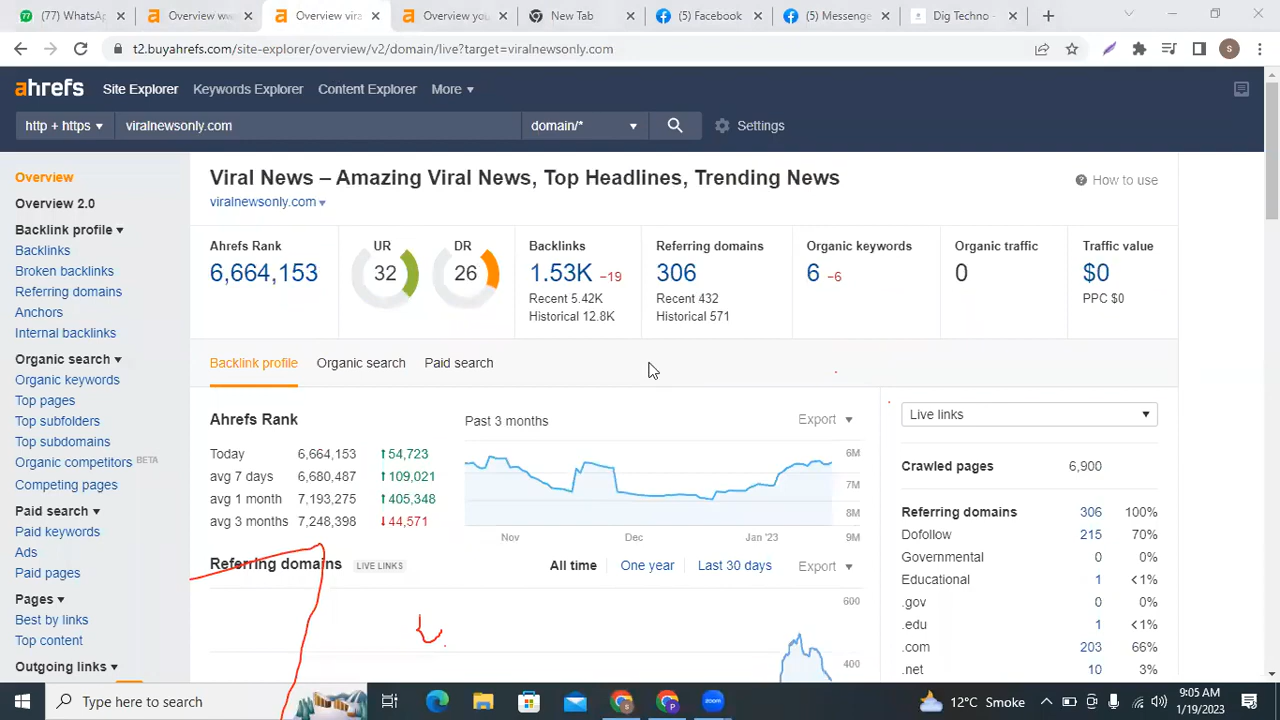 (77) WhatsA
Overview ww
Overview vira
Overview you
New Tab
(5) Facebook
(5) Messenge
Dig Techno -
t2.buyahrefs.com/site-explorer/overview/v2/domain/live?target=viralnewsonly.com
s
ahrefs Site Explorer Keywords Explorer Content Explorer More
http + https viralnewsonly.com domain/* Settings
Overview
Overview 2.0
Backlink profile
Backlinks
Broken backlinks
Referring domains
Anchors
Internal backlinks
Organic search
Organic keywords
Top pages
Top subfolders
Top subdomains
Organic competitors BETA
Competing pages
Paid search
Paid keywords
Ads
Paid pages
Pages
Best by links
Top content
Outgoing links
Viral News – Amazing Viral News, Top Headlines, Trending News
How to use
viralnewsonly.com
Ahrefs Rank
6,664,153
UR
32
DR
26
Backlinks
1.53K –19
Recent 5.42K
Historical 12.8K
Referring domains
306
Recent 432
Historical 571
Organic keywords
6 –6
Organic traffic
0
Traffic value
$0
PPC $0
Backlink profile Organic search Paid search
Ahrefs Rank
Today 6,664,153 ↑54,723
avg 7 days 6,680,487 ↑109,021
avg 1 month 7,193,275 ↑405,348
avg 3 months 7,248,398 ↓44,571
Past 3 months Export
6M
7M
8M
9M
Nov Dec Jan '23
Referring domains LIVE LINKS All time One year Last 30 days Export
600
400
Live links
Crawled pages 6,900
Referring domains 306 100%
Dofollow 215 70%
Governmental 0 0%
Educational 1 <1%
.gov 0 0%
.edu 1 <1%
.com 203 66%
.net 10 3%
Type here to search
zoom
12°C Smoke
9:05 AM
1/19/2023